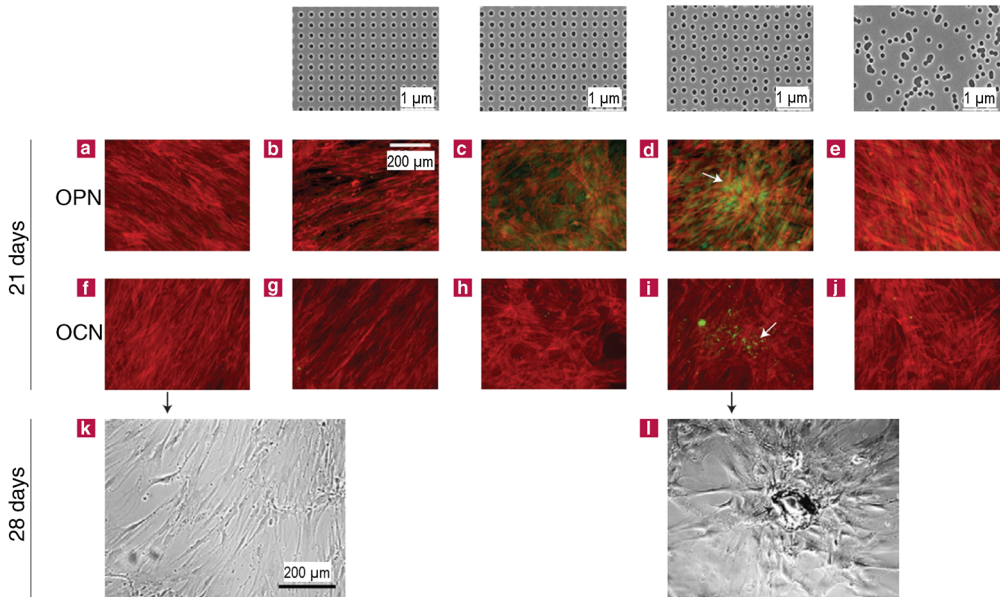 1 μm 1 μm 1 μm 1 μm
a b c d e
200 μm
OPN
21 days
f g h i j
OCN
k l
28 days
200 μm